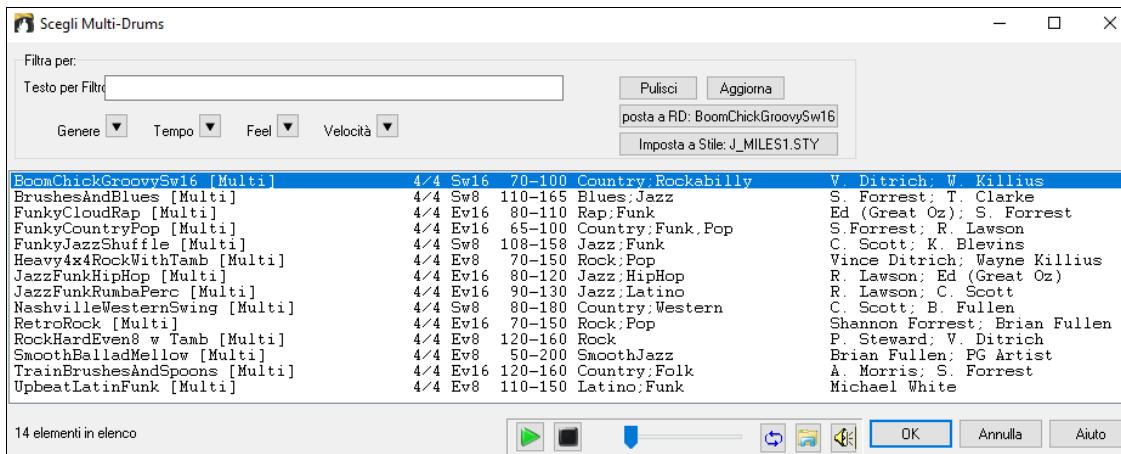 Scegli Multi-Drums
Filtra per:
Testo per Filtro
Pulisci Aggiorna
posta a RD: BoomChickGroovySw16
Genere Tempo Feel Velocità
Imposta a Stile: J_MILES1.STY
BoomChickGroovySw16 [Multi] 4/4 Sw16 70-100 Country;Rockabilly V. Ditrich; W. Killius
BrushesAndBlues [Multi] 4/4 Sw8 110-165 Blues;Jazz S. Forrest; T. Clarke
FunkyCloudRap [Multi] 4/4 Ev16 80-110 Rap;Funk Ed (Great Oz); S. Forrest
FunkyCountryPop [Multi] 4/4 Ev16 65-100 Country;Funk,Pop S.Forrest; R. Lawson
FunkyJazzShuffle [Multi] 4/4 Sw8 108-158 Jazz;Funk C. Scott; K. Blevins
Heavy4x4RockWithTamb [Multi] 4/4 Ev8 70-150 Rock;Pop Vince Ditrich; Wayne Killius
JazzFunkHipHop [Multi] 4/4 Ev16 80-120 Jazz;HipHop R. Lawson; Ed (Great Oz)
JazzFunkRumbaPerc [Multi] 4/4 Ev16 90-130 Jazz;Latino R. Lawson; C. Scott
NashvilleWesternSwing [Multi] 4/4 Sw8 80-180 Country;Western C. Scott; B. Fullen
RetroRock [Multi] 4/4 Ev16 70-150 Rock;Pop Shannon Forrest; Brian Fullen
RockHardEven8 w Tamb [Multi] 4/4 Ev8 120-160 Rock P. Steward; V. Ditrich
SmoothBalladMellow [Multi] 4/4 Ev8 50-200 SmoothJazz Brian Fullen; PG Artist
TrainBrushesAndSpoons [Multi] 4/4 Ev16 120-160 Country;Folk A. Morris; S. Forrest
UpbeatLatinFunk [Multi] 4/4 Ev8 110-150 Latino;Funk Michael White
14 elementi in elenco OK Annulla Aiuto